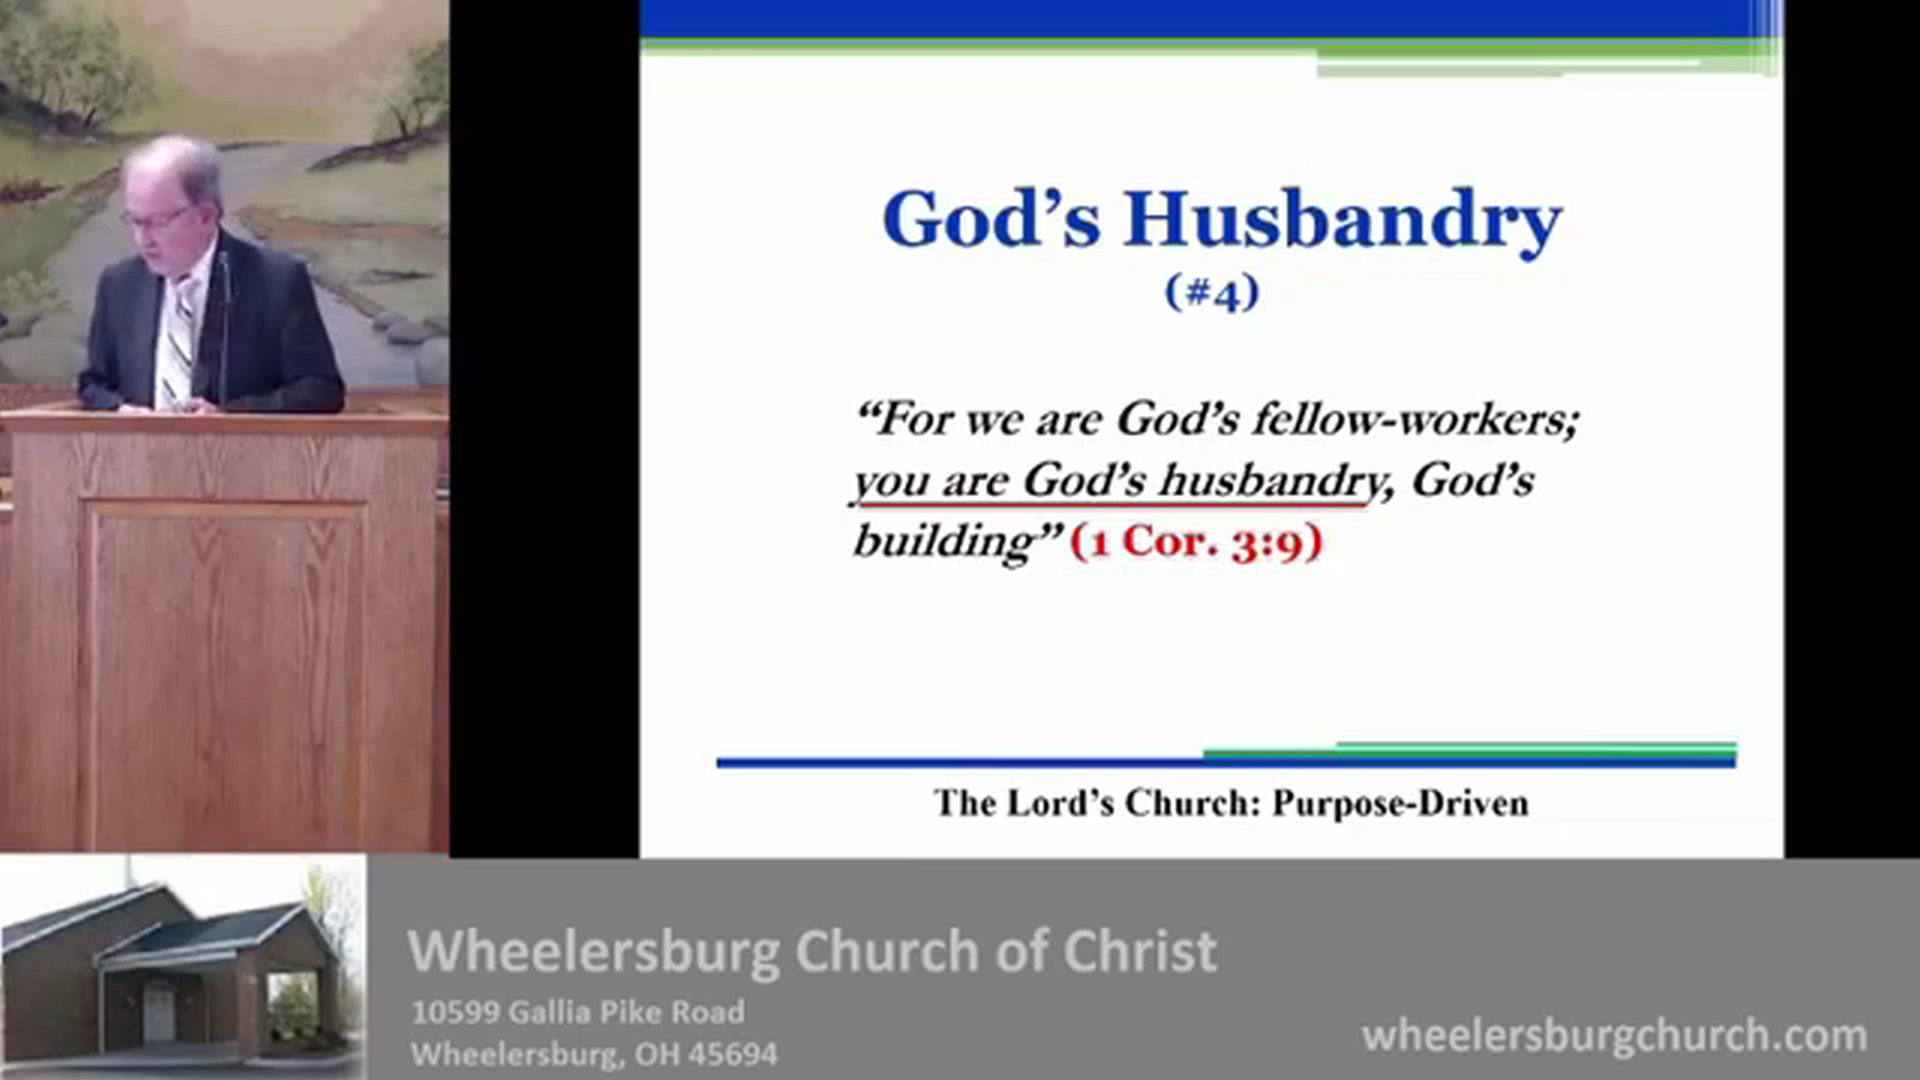 God's Husbandry
(#4)
“For we are God’s fellow-workers;
you are God’s husbandry, God’s
building” (1 Cor. 3:9)
The Lord’s Church: Purpose-Driven
Wheelersburg Church of Christ
10599 Gallia Pike Road
Wheelersburg, OH 45694
wheelersburgchurch.com